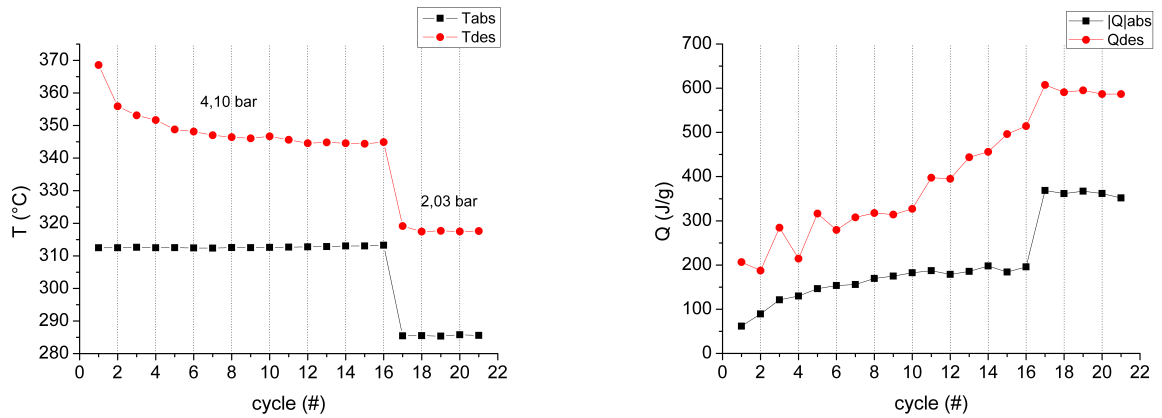 Tabs
Tdes
T (°C)
375
370
360
350
340
330
320
310
300
290
280
4,10 bar
2,03 bar
0 2 4 6 8 10 12 14 16 18 20 22
cycle (#)
|Q|abs
Qdes
Q (J/g)
700
600
500
400
300
200
100
0
0 2 4 6 8 10 12 14 16 18 20 22
cycle (#)